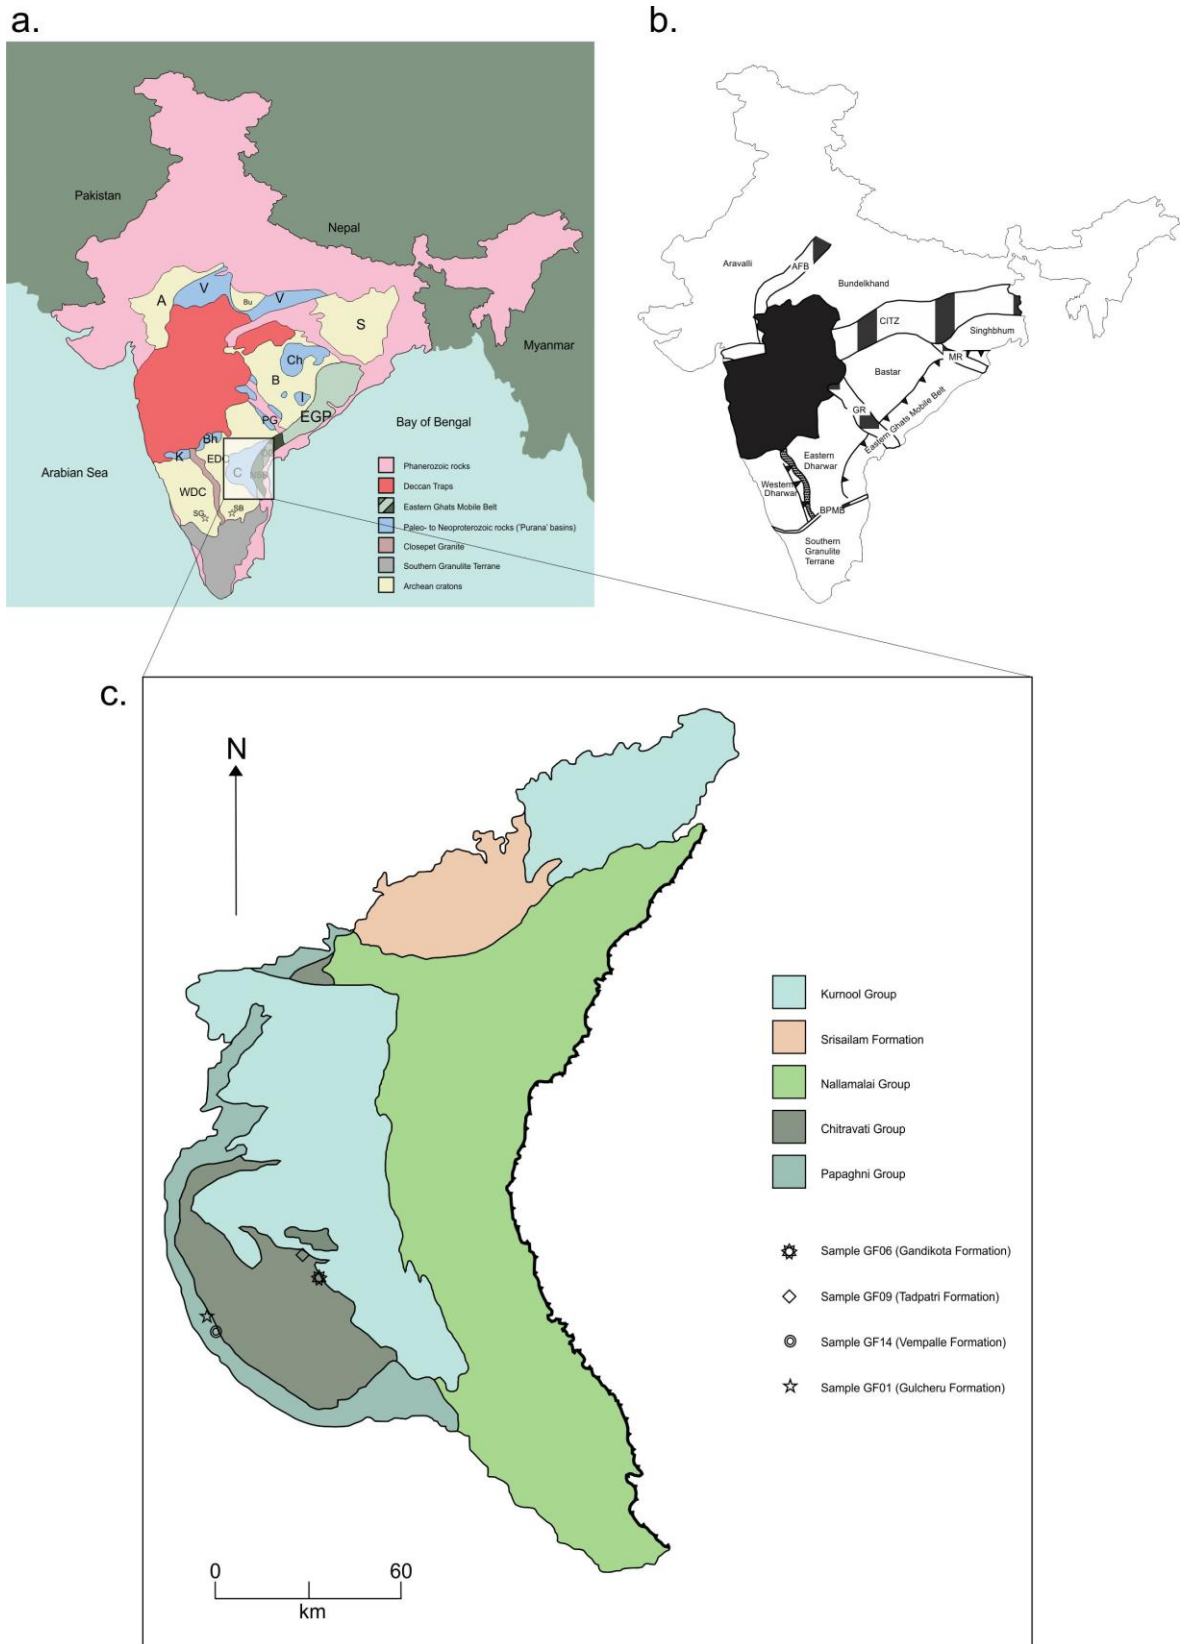 a.
Pakistan
Nepal
Myanmar
Bay of Bengal
Arabian Sea
A
V
Bu
V
S
Ch
B
I
EGP
PG
Bh
K
EDC
C
WDC
SG
SB
Phanerozoic rocks
Deccan Traps
Eastern Ghats Mobile Belt
Paleo- to Neoproterozoic rocks ('Purana' basins)
Closepet Granite
Southern Granulite Terrane
Archean cratons
b.
Aravalli
AFB
Bundelkhand
CITZ
Singhbhum
MR
Bastar
GR
Eastern Ghats Mobile Belt
Eastern
Dharwar
Western
Dharwar
BPMB
Southern
Granulite
Terrane
c.
N
Kurnool Group
Srisailam Formation
Nallamalai Group
Chitravati Group
Papaghni Group
Sample GF06 (Gandikota Formation)
Sample GF09 (Tadpatri Formation)
Sample GF14 (Vempalle Formation)
Sample GF01 (Gulcheru Formation)
0 60
km